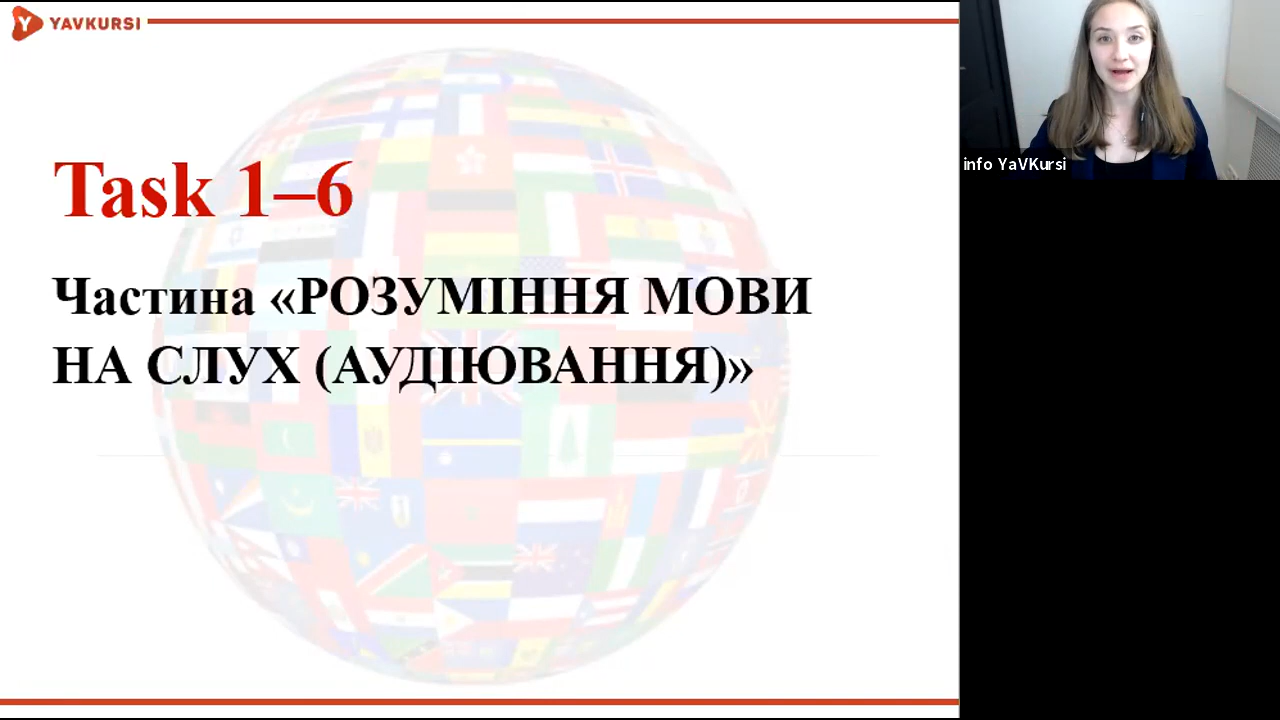 YAVKURSI
Task 1–6
Частина «РОЗУМІННЯ МОВИ
НА СЛУХ (АУДІЮВАННЯ)»
info YaVKursi